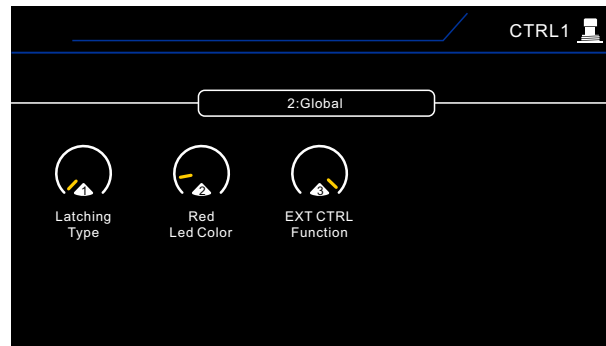 CTRL1
2:Global
1
2
3
Latching
Type
Red
Led Color
EXT CTRL
Function